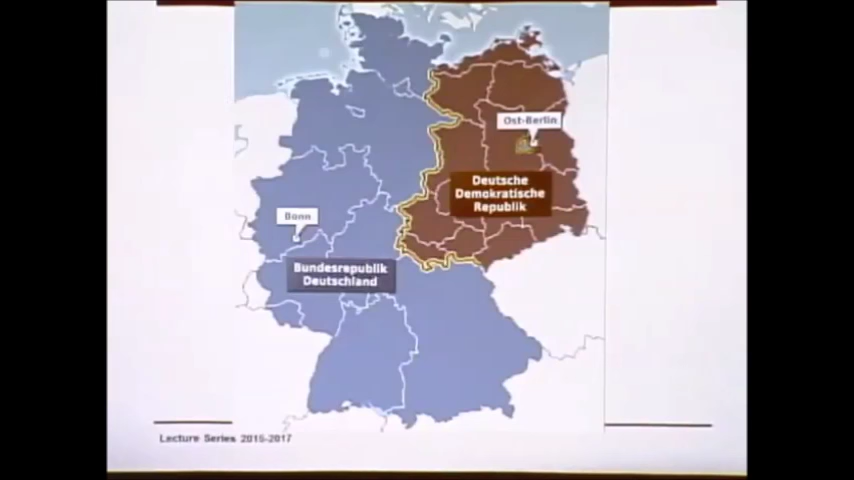 Ost-Berlin
Deutsche
Demokratische
Republik
Bonn
Bundesrepublik
Deutschland
Lecture Series 2015-2017